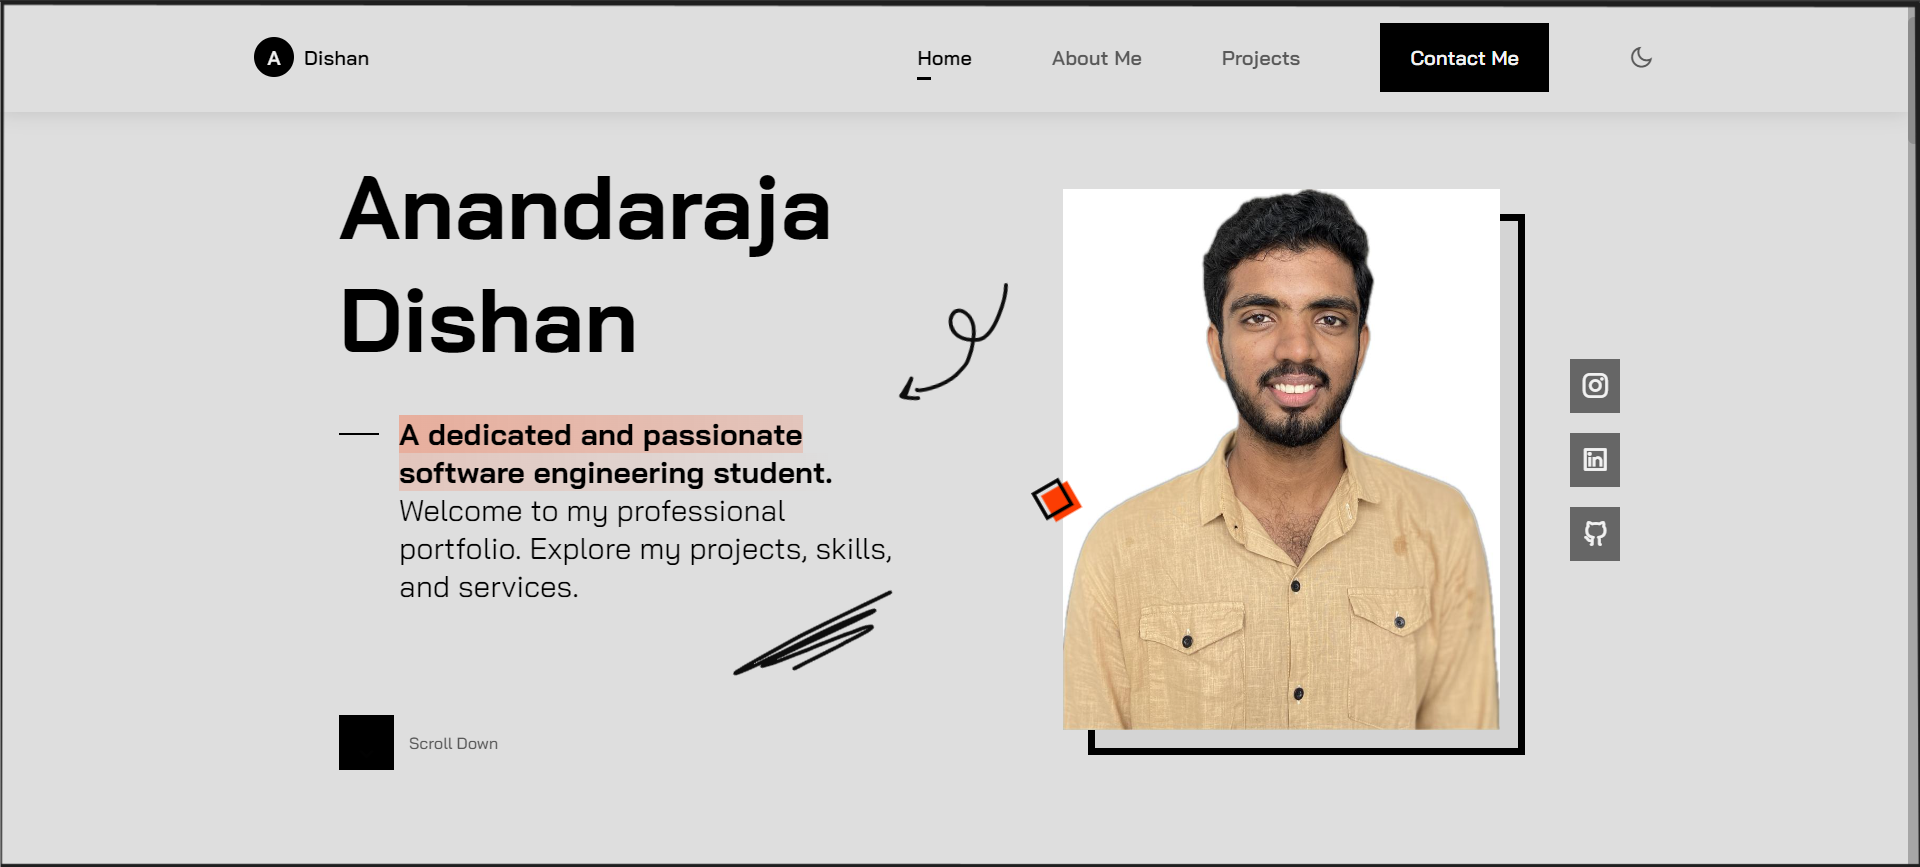 A Dishan
Home About Me Projects Contact Me
Anandaraja
Dishan
A dedicated and passionate
software engineering student.
Welcome to my professional
portfolio. Explore my projects, skills,
and services.
in
Scroll Down